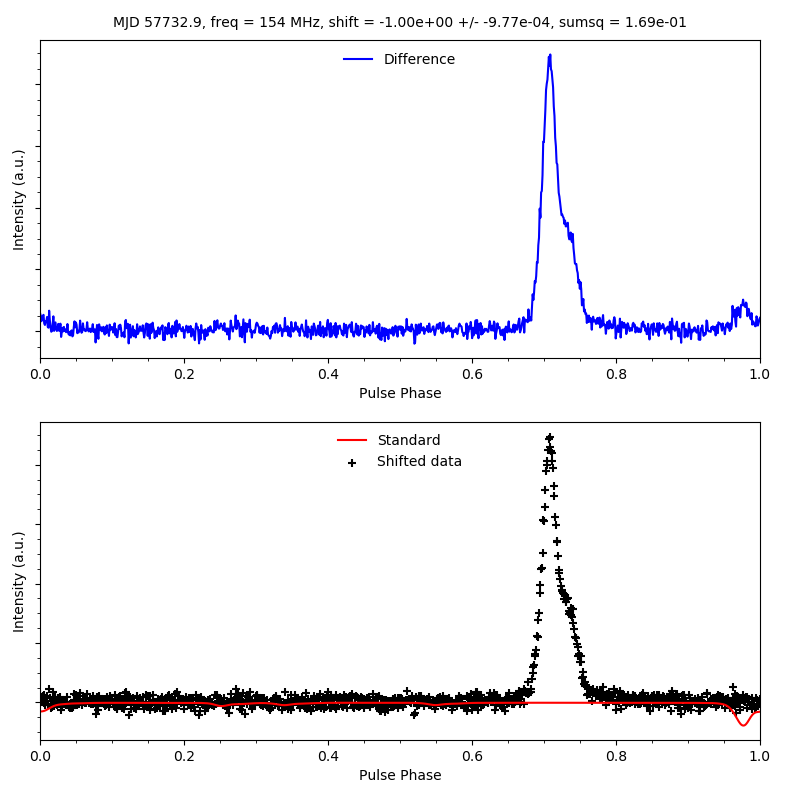 MJD 57732.9, freq = 154 MHz, shift = -1.00e+00 +/- -9.77e-04, sumsq = 1.69e-01
Difference
Intensity (a.u.)
0.0 0.2 0.4 0.6 0.8 1.0
Pulse Phase
Standard
Shifted data
Intensity (a.u.)
0.0 0.2 0.4 0.6 0.8 1.0
Pulse Phase